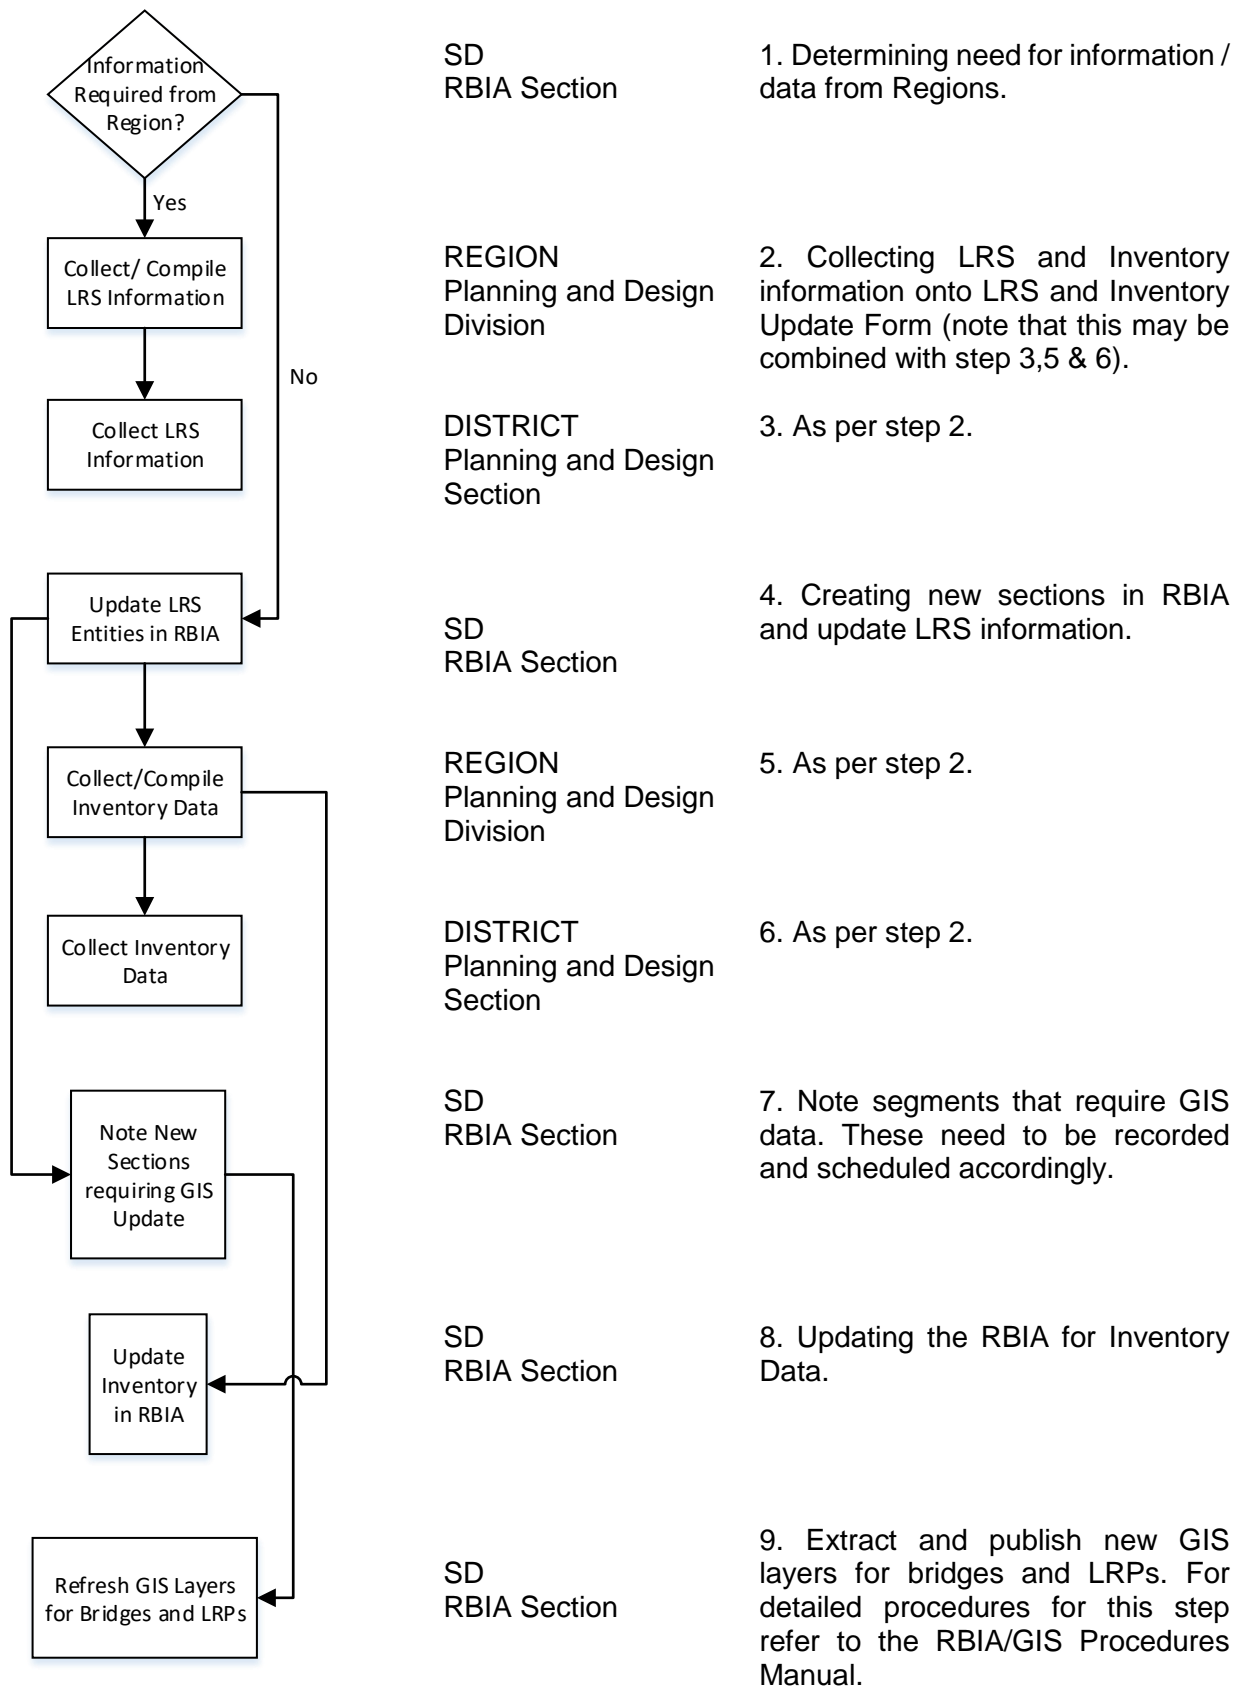 Information
Required from
Region?
SD
RBIA Section
1. Determining need for information /
data from Regions.
Yes
Collect/ Compile
LRS Information
REGION
Planning and Design
Division
2. Collecting LRS and Inventory
information onto LRS and Inventory
Update Form (note that this may be
combined with step 3,5 & 6).
No
Collect LRS
Information
DISTRICT
Planning and Design
Section
3. As per step 2.
Update LRS
Entities in RBIA
SD
RBIA Section
4. Creating new sections in RBIA
and update LRS information.
Collect/Compile
Inventory Data
REGION
Planning and Design
Division
5. As per step 2.
Collect Inventory
Data
DISTRICT
Planning and Design
Section
6. As per step 2.
Note New
Sections
requiring GIS
Update
SD
RBIA Section
7. Note segments that require GIS
data. These need to be recorded
and scheduled accordingly.
Update
Inventory
in RBIA
SD
RBIA Section
8. Updating the RBIA for Inventory
Data.
Refresh GIS Layers
for Bridges and LRPs
SD
RBIA Section
9. Extract and publish new GIS
layers for bridges and LRPs. For
detailed procedures for this step
refer to the RBIA/GIS Procedures
Manual.